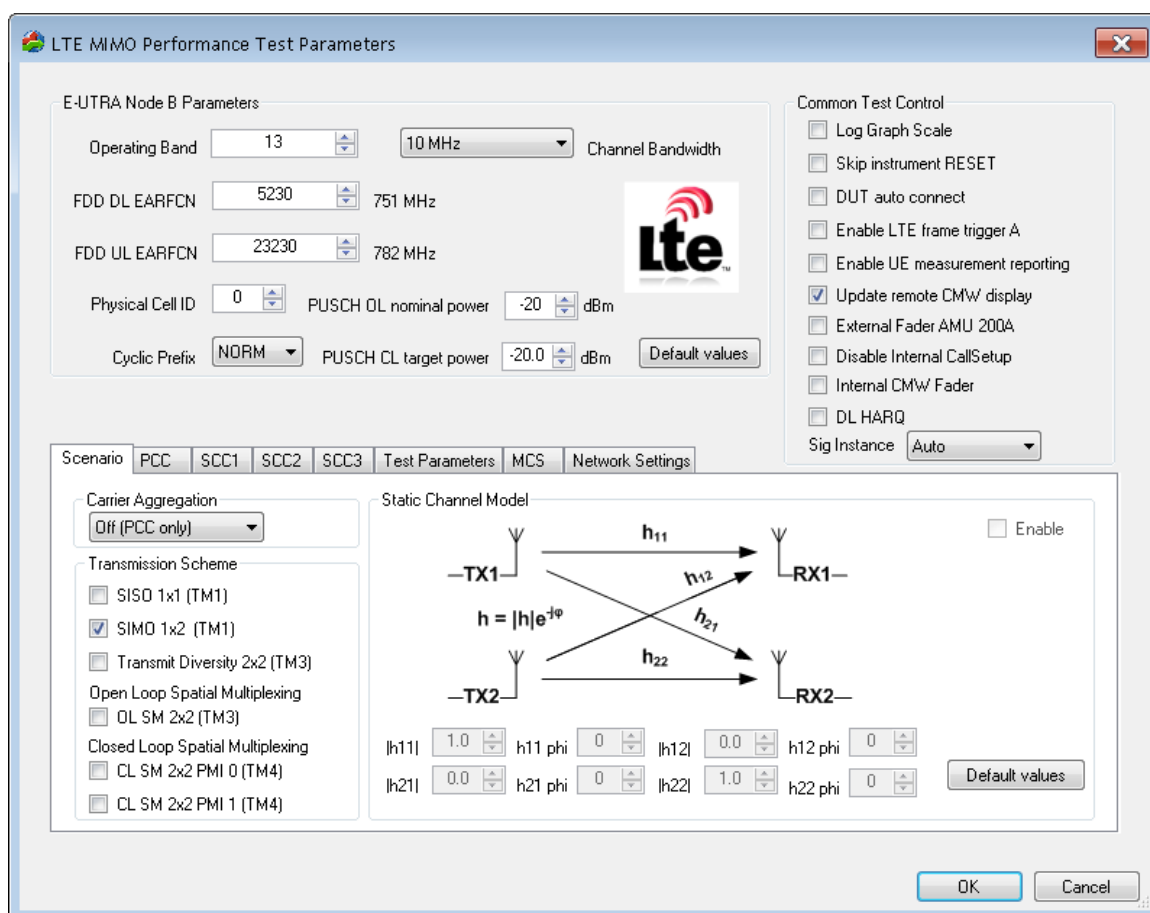 LTE MIMO Performance Test Parameters
E-UTRA Node B Parameters
Operating Band 13 10 MHz Channel Bandwidth
FDD DL EARFCN 5230 751 MHz
FDD UL EARFCN 23230 782 MHz
Lte
Physical Cell ID 0 PUSCH OL nominal power -20 dBm
Cyclic Prefix NORM PUSCH CL target power -20.0 dBm Default values
Common Test Control
Log Graph Scale
Skip instrument RESET
DUT auto connect
Enable LTE frame trigger A
Enable UE measurement reporting
Update remote CMW display
External Fader AMU 200A
Disable Internal CallSetup
Internal CMW Fader
DL HARQ
Sig Instance Auto
Scenario PCC SCC1 SCC2 SCC3 Test Parameters MCS Network Settings
Carrier Aggregation
Off (PCC only)
Transmission Scheme
SISO 1x1 (TM1)
SIMO 1x2 (TM1)
Transmit Diversity 2x2 (TM3)
Open Loop Spatial Multiplexing
OL SM 2x2 (TM3)
Closed Loop Spatial Multiplexing
CL SM 2x2 PMI 0 (TM4)
CL SM 2x2 PMI 1 (TM4)
Static Channel Model
Enable
h11
TX1 h12 RX1
h = |h|e-jφ h21
h22
TX2 RX2
|h11| 1.0 h11 phi 0 |h12| 0.0 h12 phi 0
|h21| 0.0 h21 phi 0 |h22| 1.0 h22 phi 0
Default values
OK Cancel